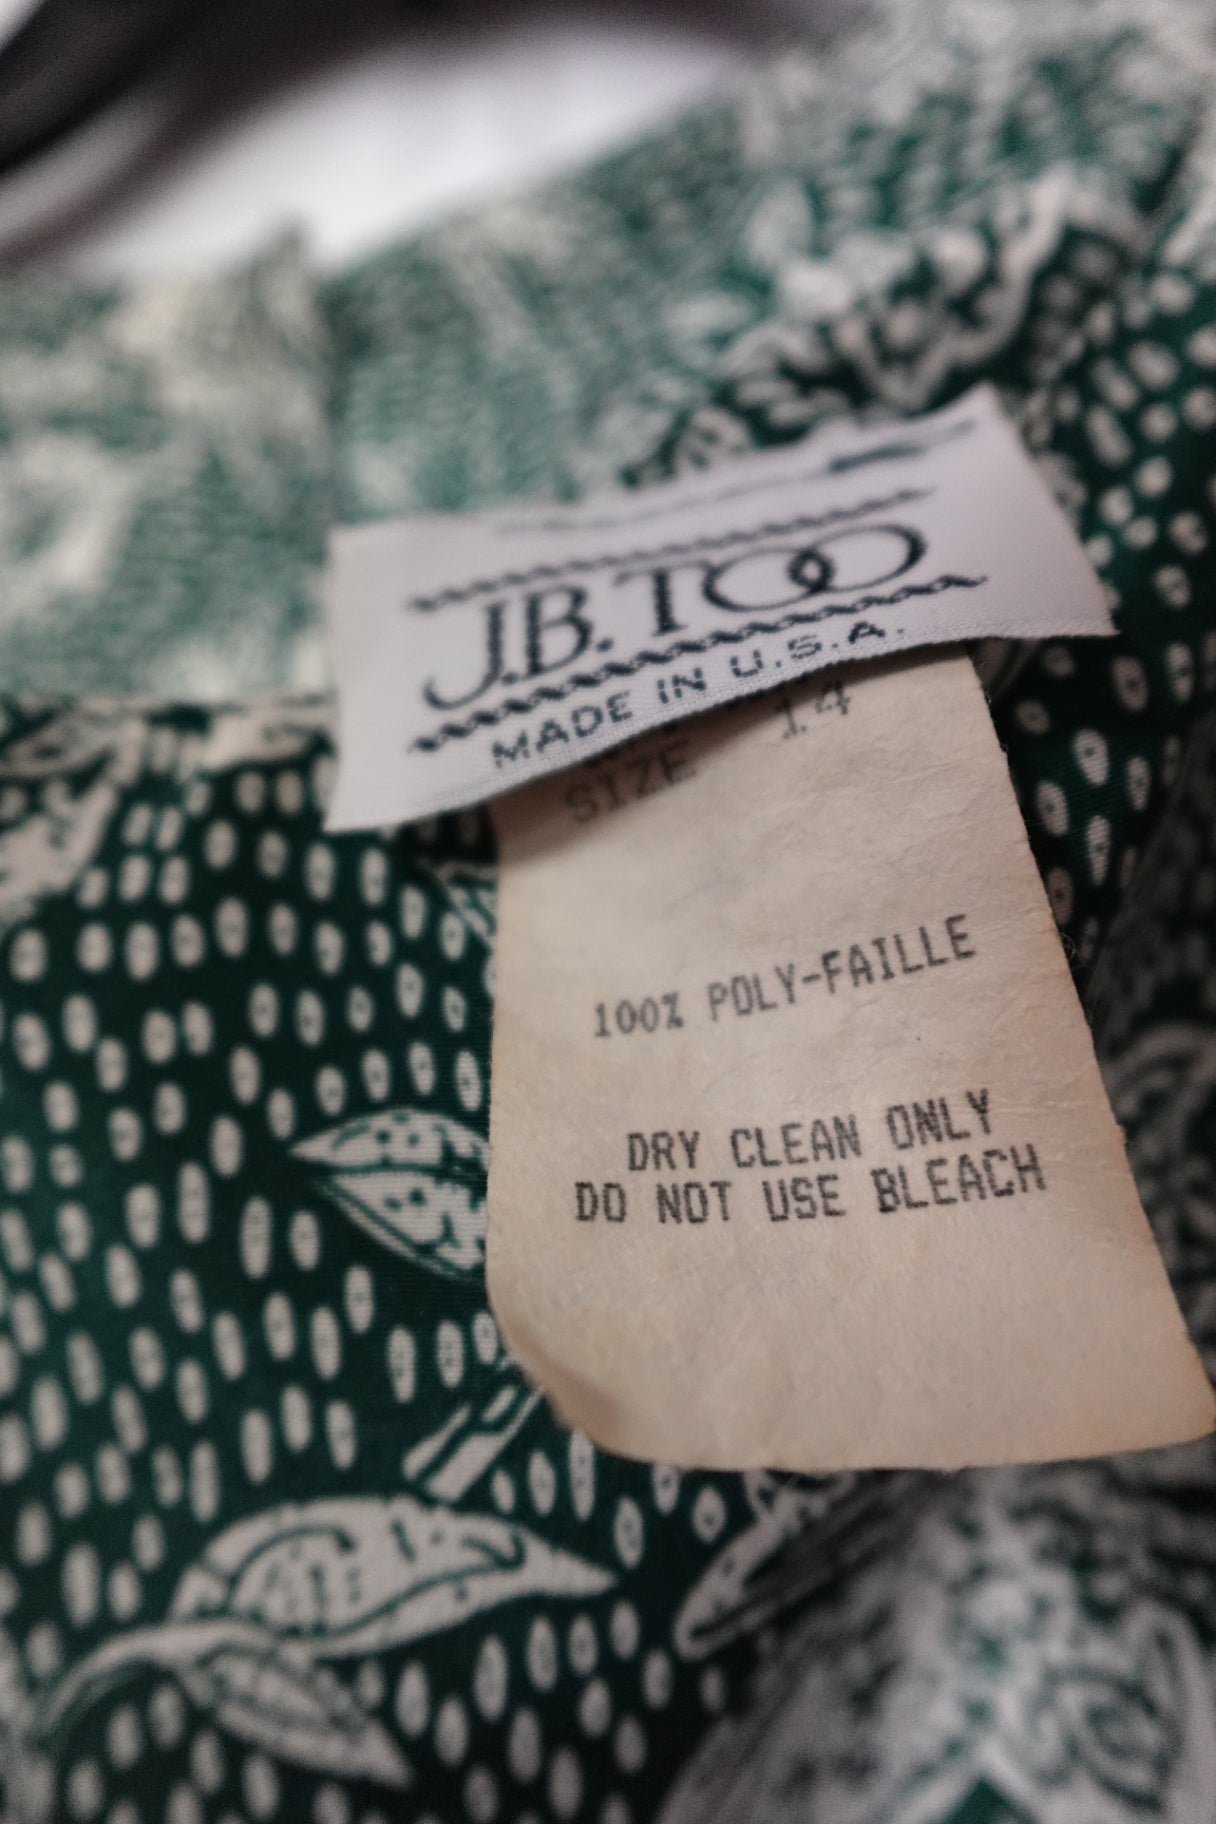 J.B. TOO
MADE IN U.S.A.
14
SIZE
100% POLY-FAILLE
DRY CLEAN ONLY
DO NOT USE BLEACH